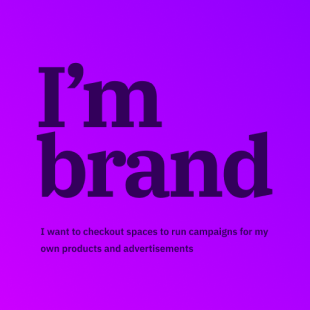 I’m
brand
I want to checkout spaces to run campaigns for my
own products and advertisements